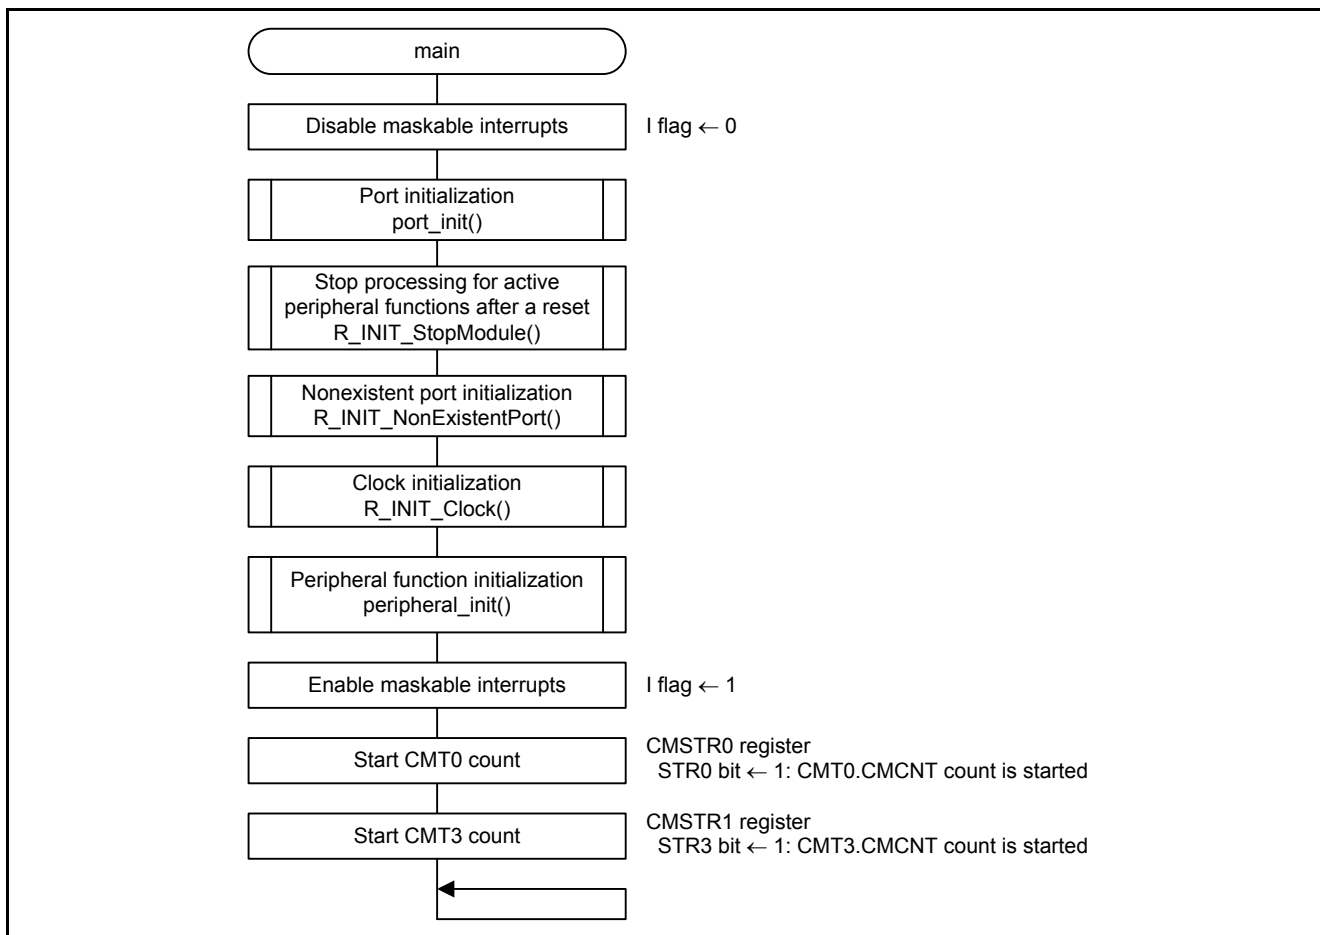 main
Disable maskable interrupts
I flag ← 0
Port initialization
port_init()
Stop processing for active
peripheral functions after a reset
R_INIT_StopModule()
Nonexistent port initialization
R_INIT_NonExistentPort()
Clock initialization
R_INIT_Clock()
Peripheral function initialization
peripheral_init()
Enable maskable interrupts
I flag ← 1
Start CMT0 count
CMSTR0 register
STR0 bit ← 1: CMT0.CMCNT count is started
Start CMT3 count
CMSTR1 register
STR3 bit ← 1: CMT3.CMCNT count is started